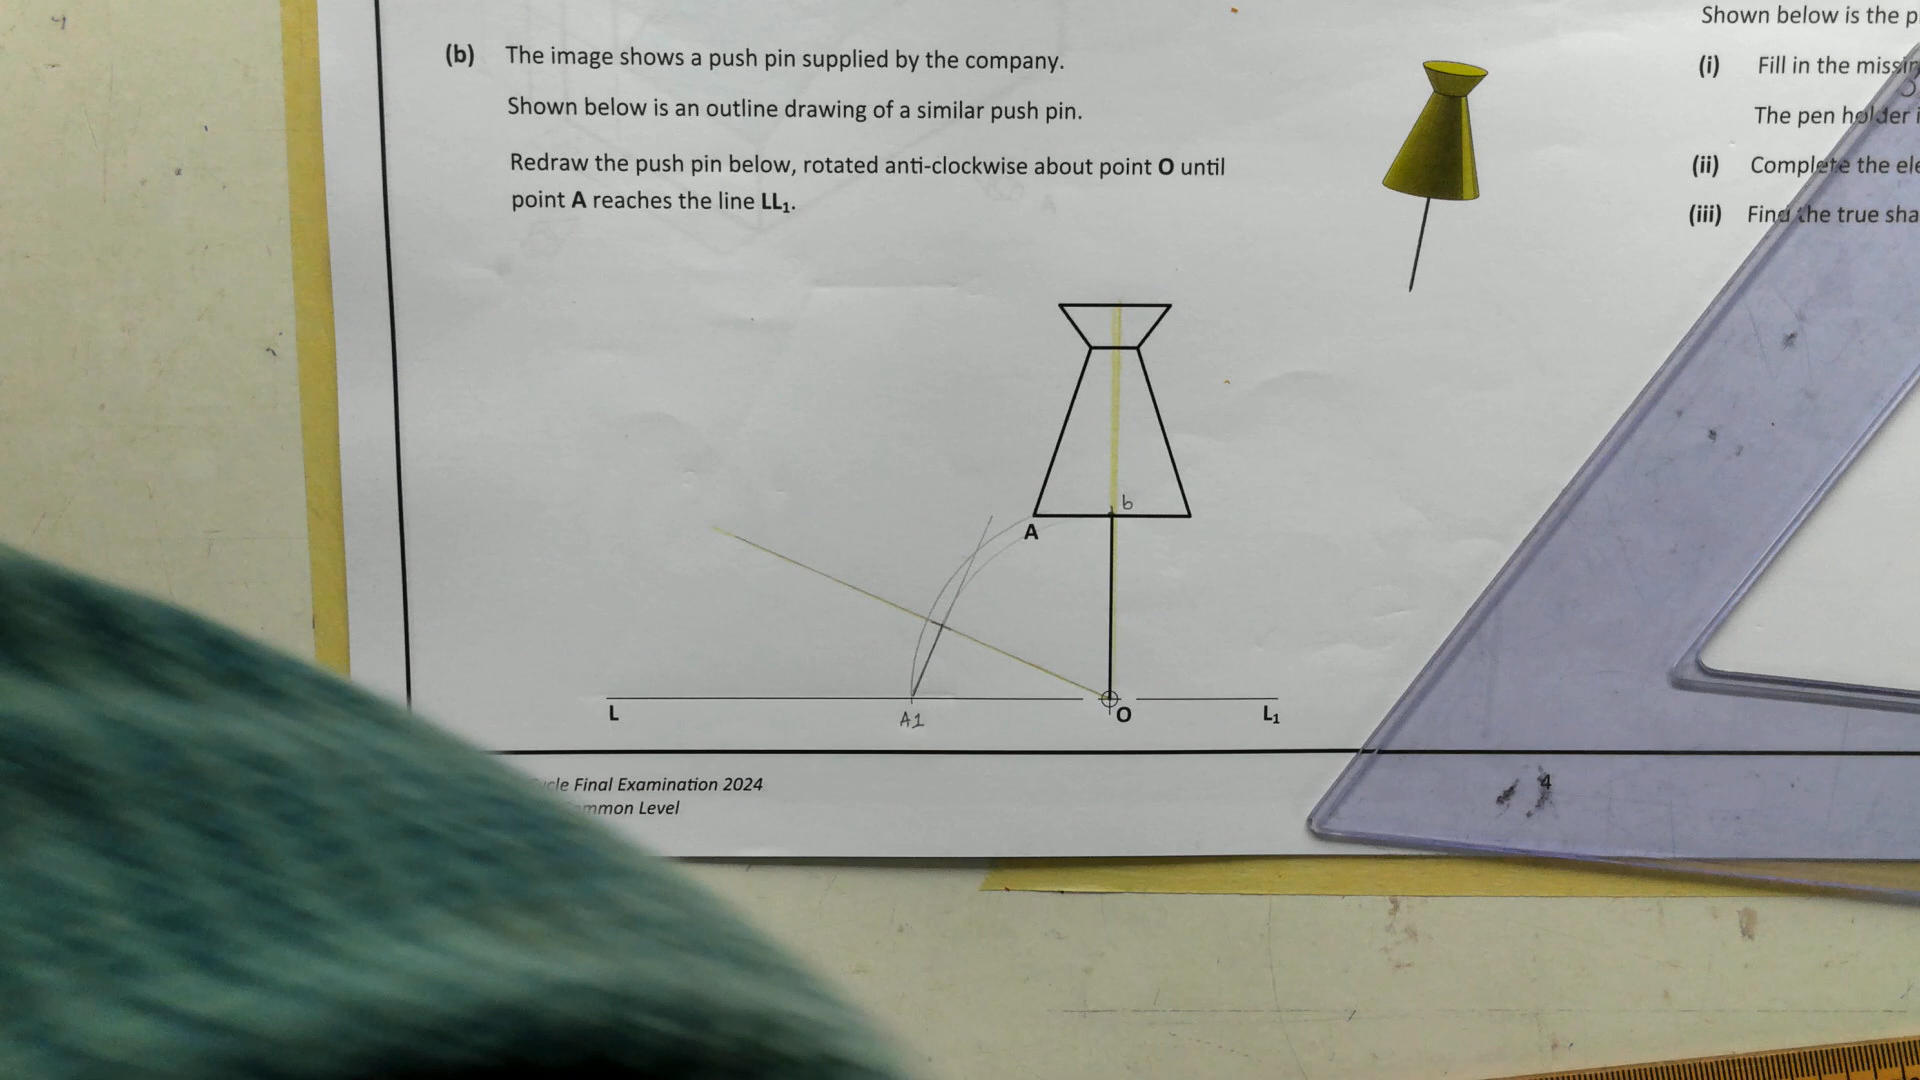 (b) The image shows a push pin supplied by the company.
Shown below is an outline drawing of a similar push pin.
Redraw the push pin below, rotated anti-clockwise about point O until
point A reaches the line LL₁.
Shown below is the
(i) Fill in the
The pen holder
(ii) Complete the
(iii) Find the true
b
A
L
A1
O
L₁
Final Examination 2024
Level
4